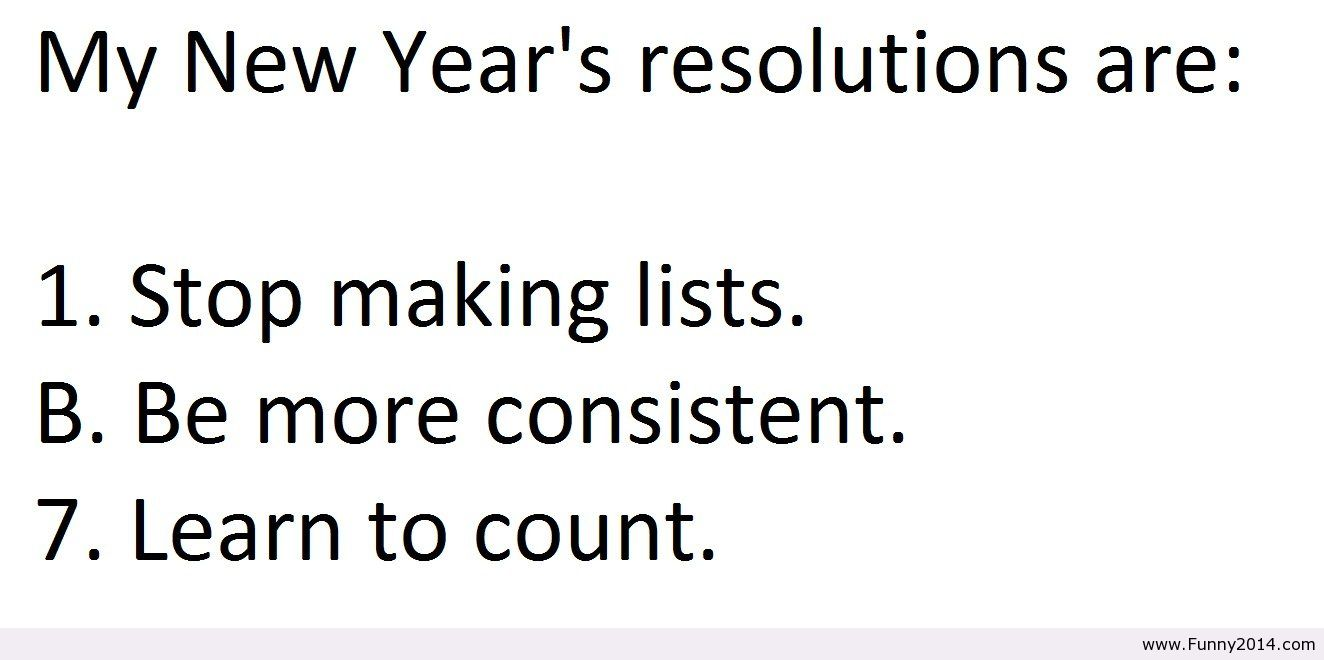 My New Year's resolutions are:
1. Stop making lists.
B. Be more consistent.
7. Learn to count.
www.Funny2014.com